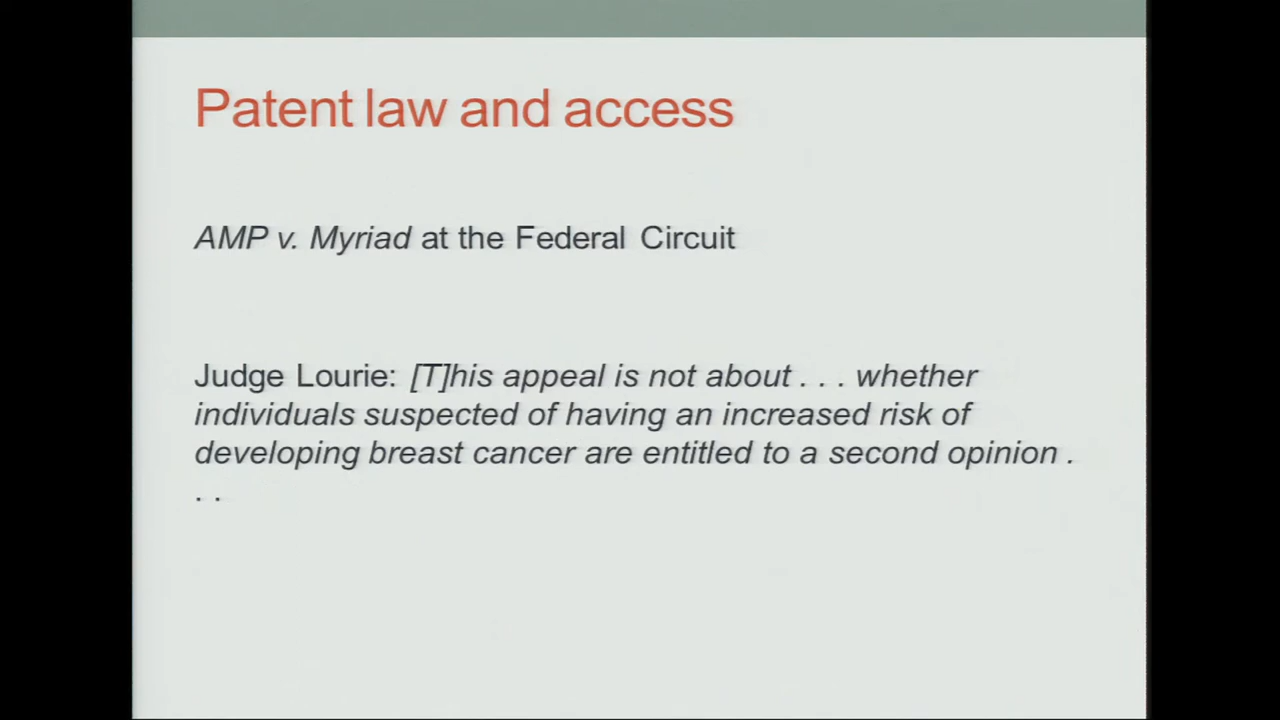 Patent law and access
AMP v. Myriad at the Federal Circuit
Judge Lourie: [T]his appeal is not about . . . whether
individuals suspected of having an increased risk of
developing breast cancer are entitled to a second opinion .
. .